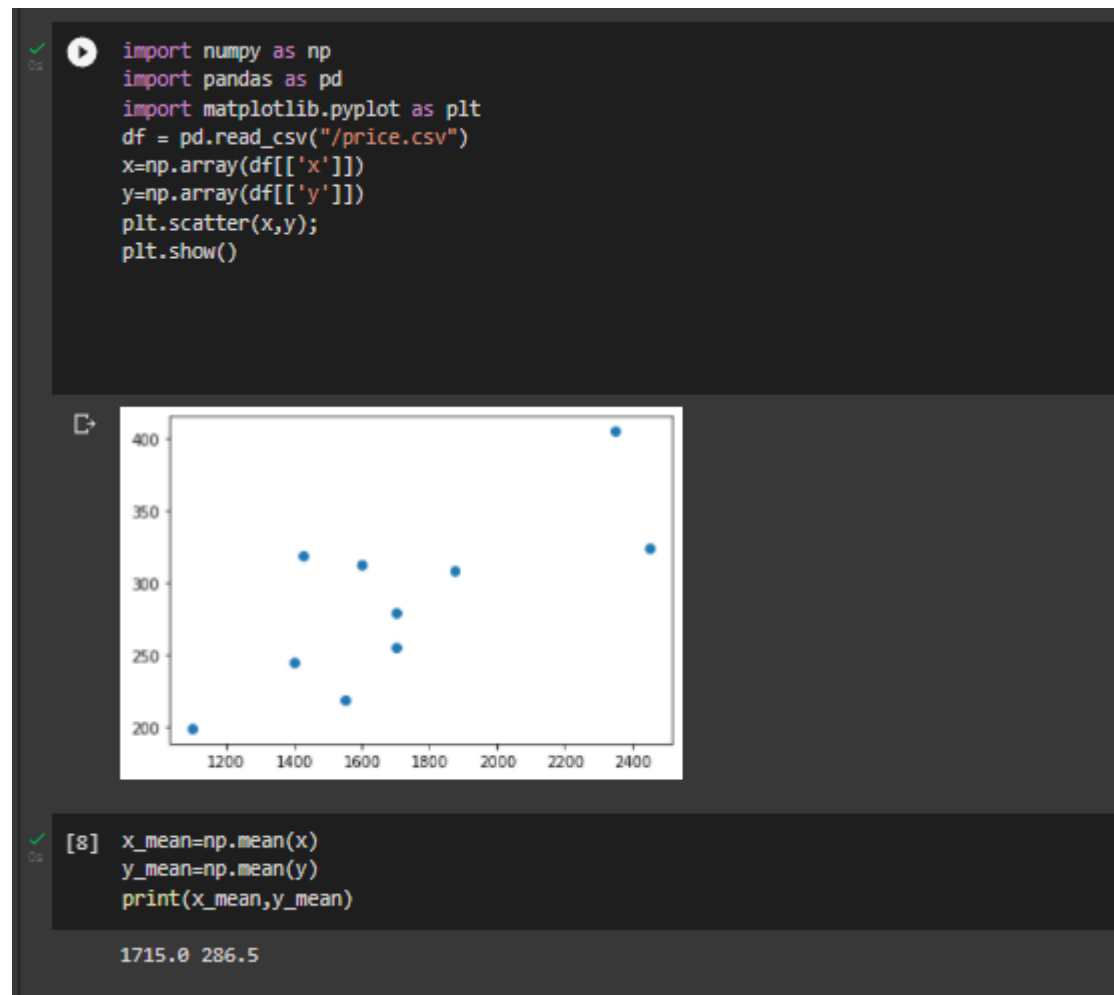 import numpy as np
0s
import pandas as pd
import matplotlib.pyplot as plt
df = pd.read_csv("/price.csv")
x=np.array(df[['x']])
y=np.array(df[['y']])
plt.scatter(x,y);
plt.show()
400
350
300
250
200
1200 1400 1600 1800 2000 2200 2400
[8] x_mean=np.mean(x)
0s
y_mean=np.mean(y)
print(x_mean,y_mean)
1715.0 286.5